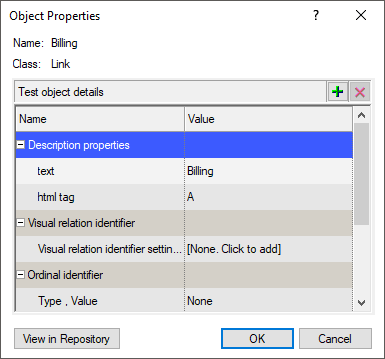 Object Properties ?
Name: Billing
Class: Link
Test object details
Name Value
Description properties
text Billing
html tag A
Visual relation identifier
Visual relation identifier settin... [None. Click to add]
Ordinal identifier
Type , Value None
View in Repository OK Cancel